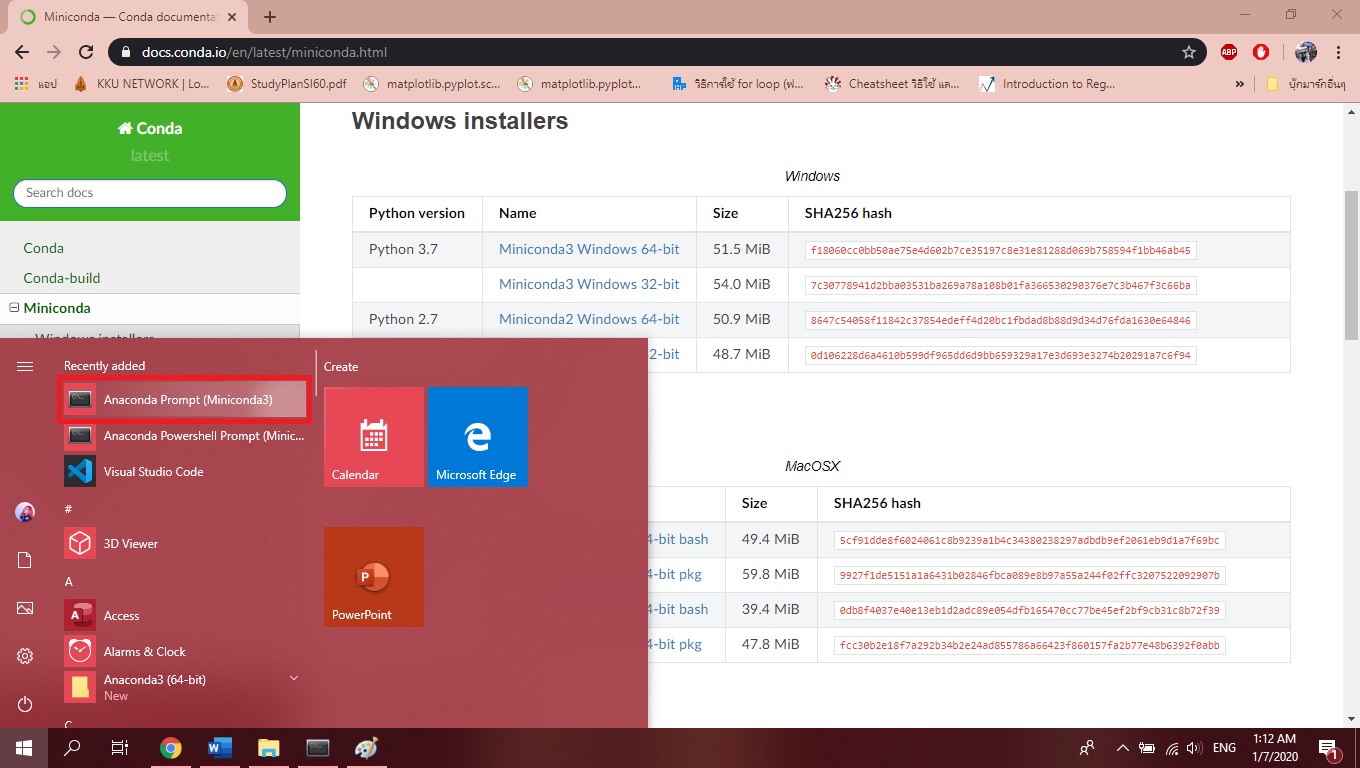 Miniconda — Conda documentat
docs.conda.io/en/latest/miniconda.html
ABP
แอป
KKU NETWORK | Lo...
StudyPlanSI60.pdf
matplotlib.pyplot.sc...
matplotlib.pyplot...
วิธีการใช้ for loop (ฟ...
Cheatsheet วิธีใช้ แล...
Introduction to Reg...
»
บุ๊กมาร์กอื่นๆ
Conda
latest
Search docs
Conda
Conda-build
Miniconda
Windows installers
Windows installers
Windows
Python version Name Size SHA256 hash
Python 3.7 Miniconda3 Windows 64-bit 51.5 MiB f18060cc0bb50ae75e4d602b7ce35197c8e31e81288d069b758594f1bb46ab45
Miniconda3 Windows 32-bit 54.0 MiB 7c30778941d2bba03531ba269a78a108b01fa366530290376e7c3b467f3c66ba
Python 2.7 Miniconda2 Windows 64-bit 50.9 MiB 8647c54058f11842c37854edeff4d20bc1fbdad8b88d9d34d76fda1630e64846
2-bit 48.7 MiB 0d106228d6a4610b599df965dd6d9bb659329a17e3d693e3274b20291a7c6f94
MacOSX
Size SHA256 hash
4-bit bash 49.4 MiB 5cf91dde8f6024061c8b9239a1b4c34380238297adbdb9ef2061eb9d1a7f69bc
4-bit pkg 59.8 MiB 9927f1de5151a1a6431b02846fbca089e8b97a55a244f02ffc3207522092907b
4-bit bash 39.4 MiB 0db8f4037e40e13eb1d2adc89e054dfb165470cc77be45ef2bf9cb31c8b72f39
4-bit pkg 47.8 MiB fcc30b2e18f7a292b34b2e24ad855786a66423f860157fa2b77e48b6392f0abb
Recently added
Anaconda Prompt (Miniconda3)
Anaconda Powershell Prompt (Minic...
Visual Studio Code
#
3D Viewer
A
Access
Alarms & Clock
Anaconda3 (64-bit)
New
C
Create
Calendar
Microsoft Edge
PowerPoint
ENG
1:12 AM
1/7/2020
1